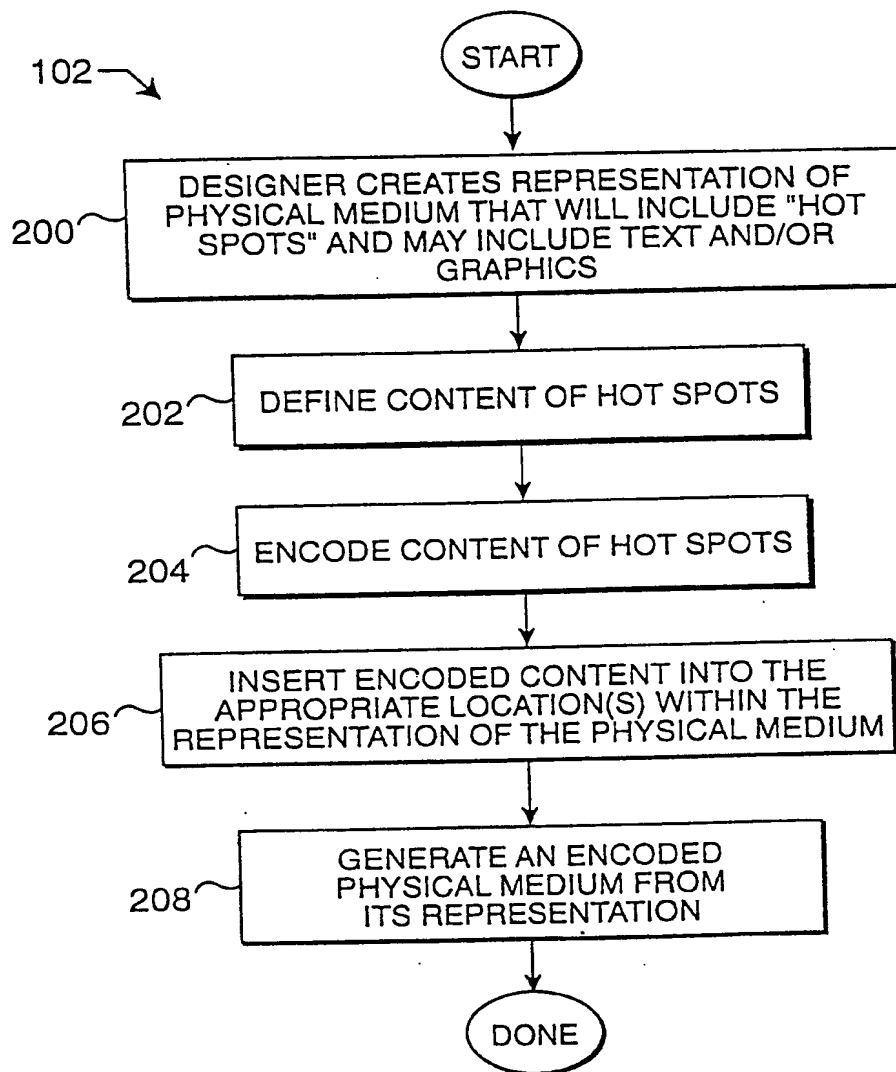 START
102
DESIGNER CREATES REPRESENTATION OF
PHYSICAL MEDIUM THAT WILL INCLUDE "HOT
SPOTS" AND MAY INCLUDE TEXT AND/OR
GRAPHICS
200
DEFINE CONTENT OF HOT SPOTS
202
ENCODE CONTENT OF HOT SPOTS
204
INSERT ENCODED CONTENT INTO THE
APPROPRIATE LOCATION(S) WITHIN THE
REPRESENTATION OF THE PHYSICAL MEDIUM
206
GENERATE AN ENCODED
PHYSICAL MEDIUM FROM
ITS REPRESENTATION
208
DONE